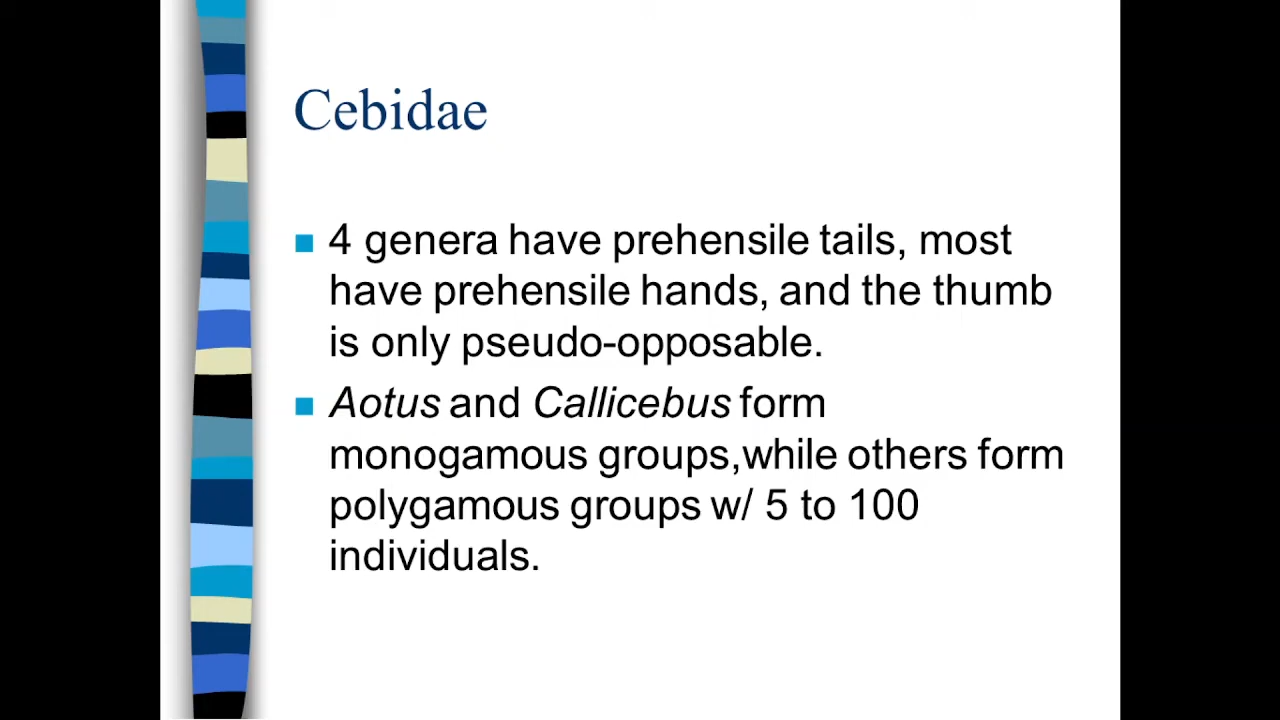 Cebidae
4 genera have prehensile tails, most
have prehensile hands, and the thumb
is only pseudo-opposable.
Aotus and Callicebus form
monogamous groups,while others form
polygamous groups w/ 5 to 100
individuals.